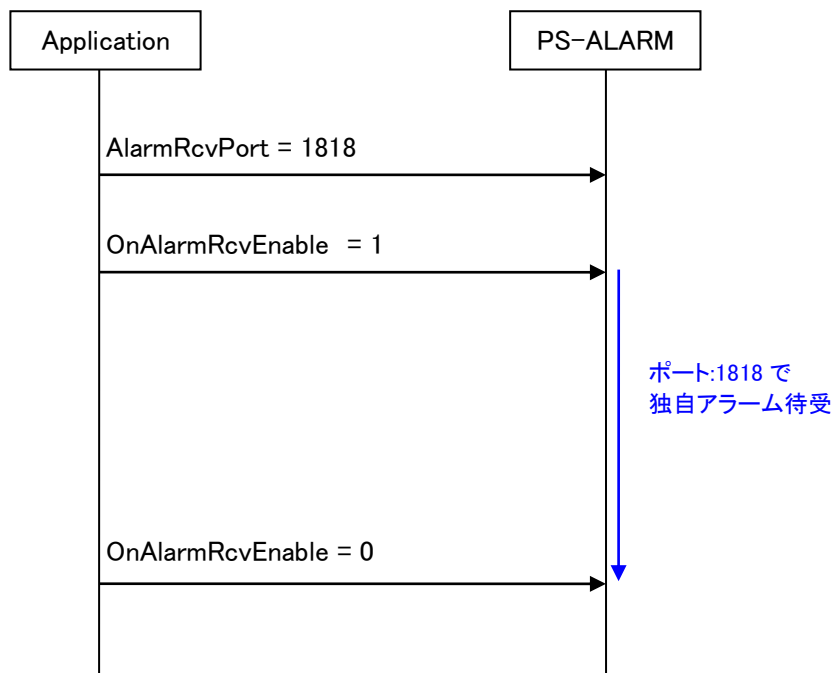 Application
PS-ALARM
AlarmRcvPort = 1818
OnAlarmRcvEnable = 1
ポート:1818 で
独自アラーム待受
OnAlarmRcvEnable = 0